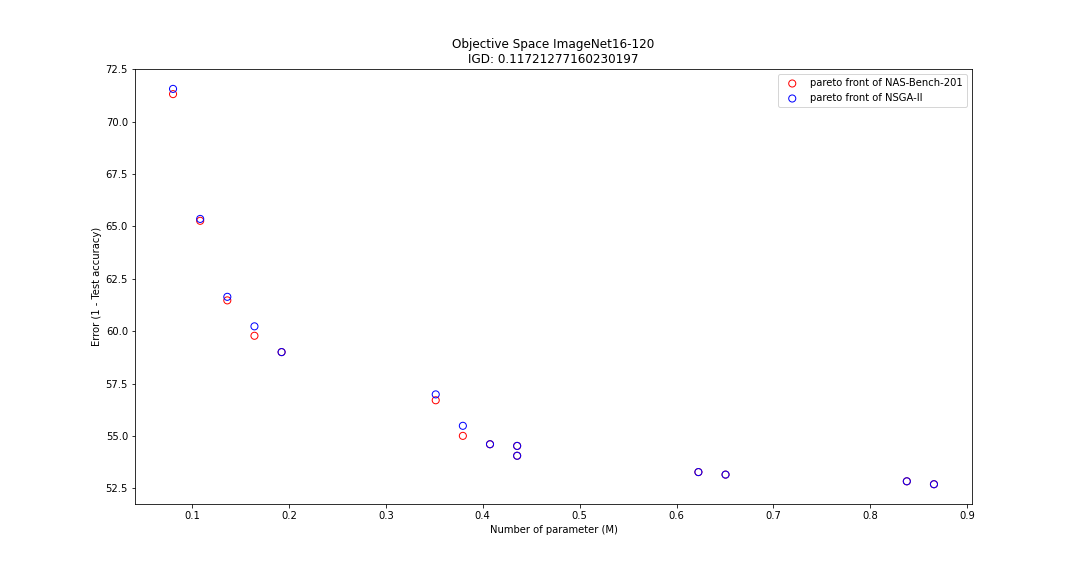 Objective Space ImageNet16-120
IGD: 0.11721277160230197
pareto front of NAS-Bench-201
pareto front of NSGA-II
Error (1 - Test accuracy)
72.5
70.0
67.5
65.0
62.5
60.0
57.5
55.0
52.5
0.1 0.2 0.3 0.4 0.5 0.6 0.7 0.8 0.9
Number of parameter (M)